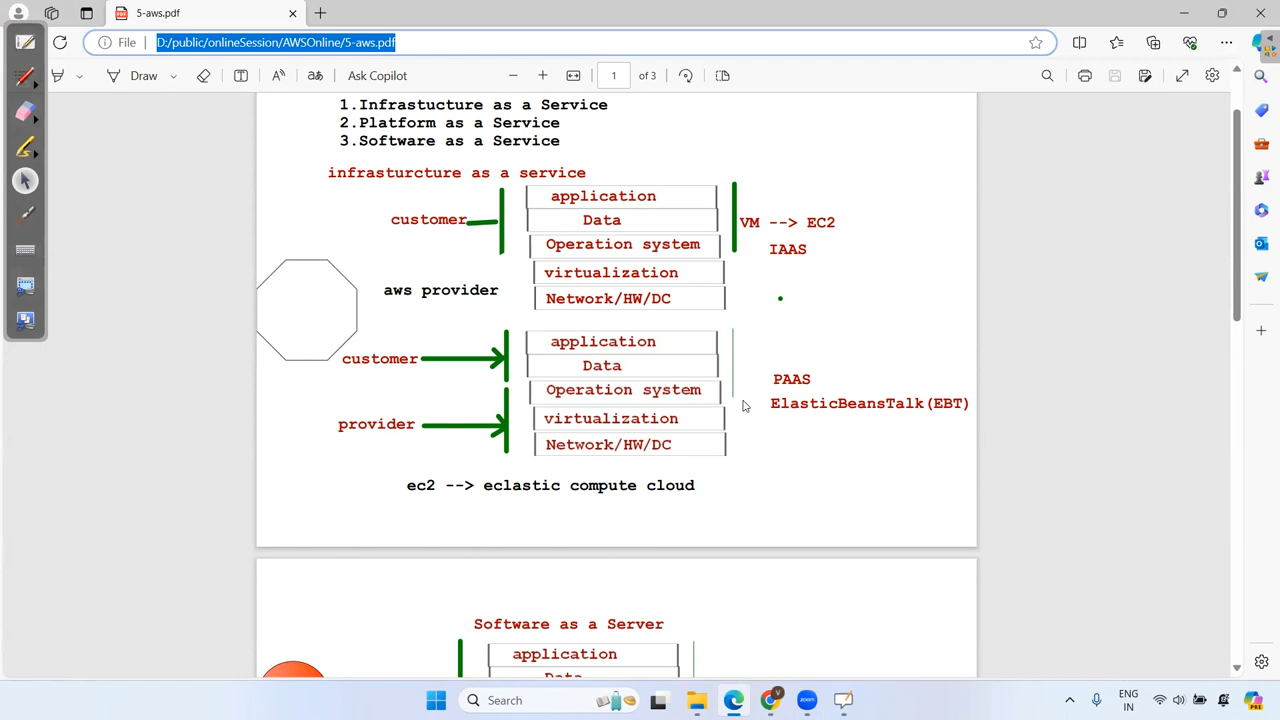 5-aws.pdf
File
D:/public/onlineSession/AWSOnline/5-aws.pdf
Draw
Ask Copilot
1 of 3
1.Infrastucture as a Service
2.Platform as a Service
3.Software as a Service
infrasturcture as a service
application
customer
Data
VM --> EC2
Operation system
IAAS
virtualization
aws provider
Network/HW/DC
application
customer
Data
PAAS
Operation system
ElasticBeansTalk(EBT)
virtualization
provider
Network/HW/DC
ec2 --> eclastic compute cloud
Software as a Server
application
Data
Search
ENG
IN